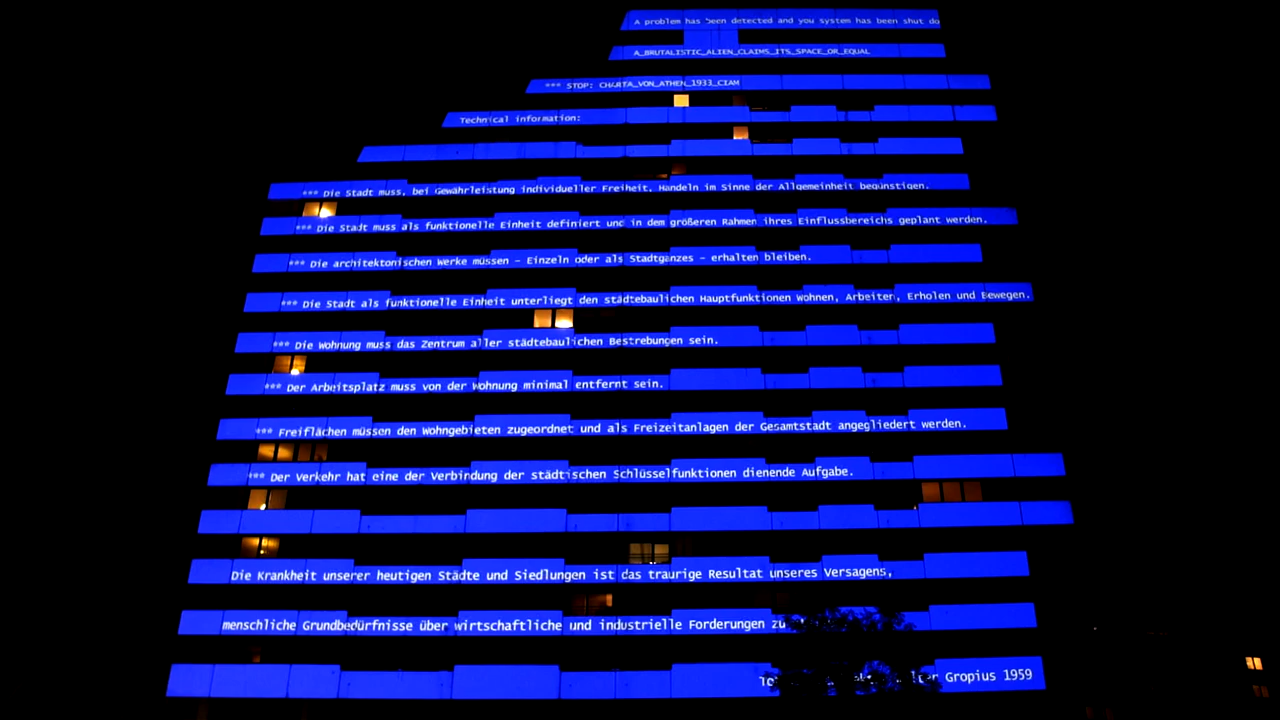 A problem has been detected and you system has been shut do
A_BRUTALISTIC_ALIEN_CLAIMS_ITS_SPACE_OR_EQUAL
*** STOP: CHARTA_VON_ATHEN_1933_CIAM
Technical information:
*** Die Stadt muss, bei Gewährleistung individueller Freiheit, Handeln im Sinne der Allgemeinheit begünstigen.
*** Die Stadt muss als funktionelle Einheit definiert und in dem größeren Rahmen ihres Einflussbereichs geplant werden.
*** Die architektonischen Werke müssen – Einzeln oder als Stadtganzes – erhalten bleiben.
*** Die Stadt als funktionelle Einheit unterliegt den städtebaulichen Hauptfunktionen Wohnen, Arbeiten, Erholen und Bewegen.
*** Die Wohnung muss das Zentrum aller städtebaulichen Bestrebungen sein.
*** Der Arbeitsplatz muss von der Wohnung minimal entfernt sein.
*** Freiflächen müssen den Wohngebieten zugeordnet und als Freizeitanlagen der Gesamtstadt angegliedert werden.
*** Der Verkehr hat eine der Verbindung der städtischen Schlüsselfunktionen dienende Aufgabe.
Die Krankheit unserer heutigen Städte und Siedlungen ist das traurige Resultat unseres Versagens,
menschliche Grundbedürfnisse über wirtschaftliche und industrielle Forderungen zu
Gropius 1959